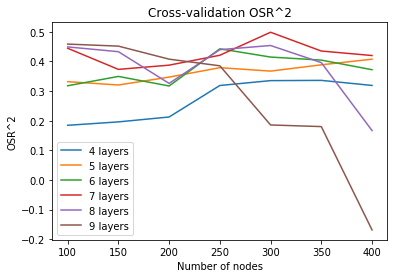 Cross-validation OSR^2
OSR^2
0.5
0.4
0.3
0.2
0.1
0.0
−0.1
−0.2
4 layers
5 layers
6 layers
7 layers
8 layers
9 layers
100 150 200 250 300 350 400
Number of nodes